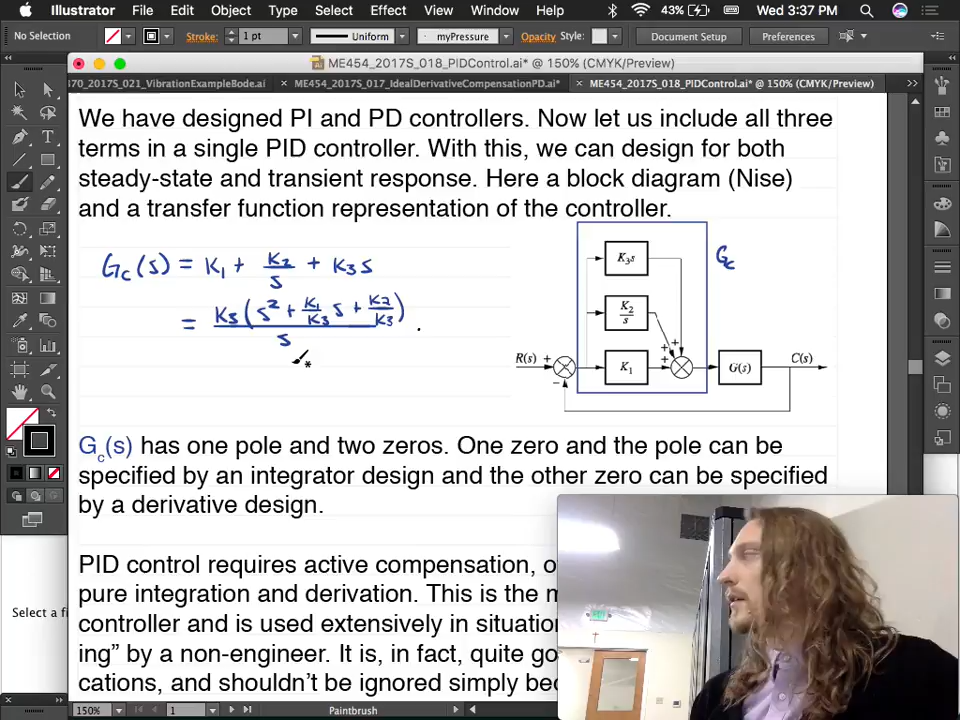 Illustrator File Edit Object Type Select Effect View Window Help 43% Wed 3:37 PM
No Selection Stroke: 1 pt Uniform myPressure Opacity Style: Document Setup Preferences
ME454_2017S_018_PIDControl.ai* @ 150% (CMYK/Preview)
70_2017S_021_VibrationExampleBode.ai ME454_2017S_017_IdealDerivativeCompensationPD.ai* ME454_2017S_018_PIDControl.ai* @ 150% (CMYK/Preview)
We have designed PI and PD controllers. Now let us include all three
terms in a single PID controller. With this, we can design for both
steady-state and transient response. Here a block diagram (Nise)
and a transfer function representation of the controller.
Gc(s) = K1 + K2/s + K3 s
= K3 (s² + K1/K3 s + K2/K3) / s .
Gc
K3s
K2/s
R(s) + − K1 + + + G(s) C(s)
Gc(s) has one pole and two zeros. One zero and the pole can be
specified by an integrator design and the other zero can be specified
by a derivative design.
PID control requires active compensation, o
pure integration and derivation. This is the m
controller and is used extensively in situation
ing” by a non-engineer. It is, in fact, quite go
cations, and shouldn’t be ignored simply bec
Select a fi
150% 1 Paintbrush